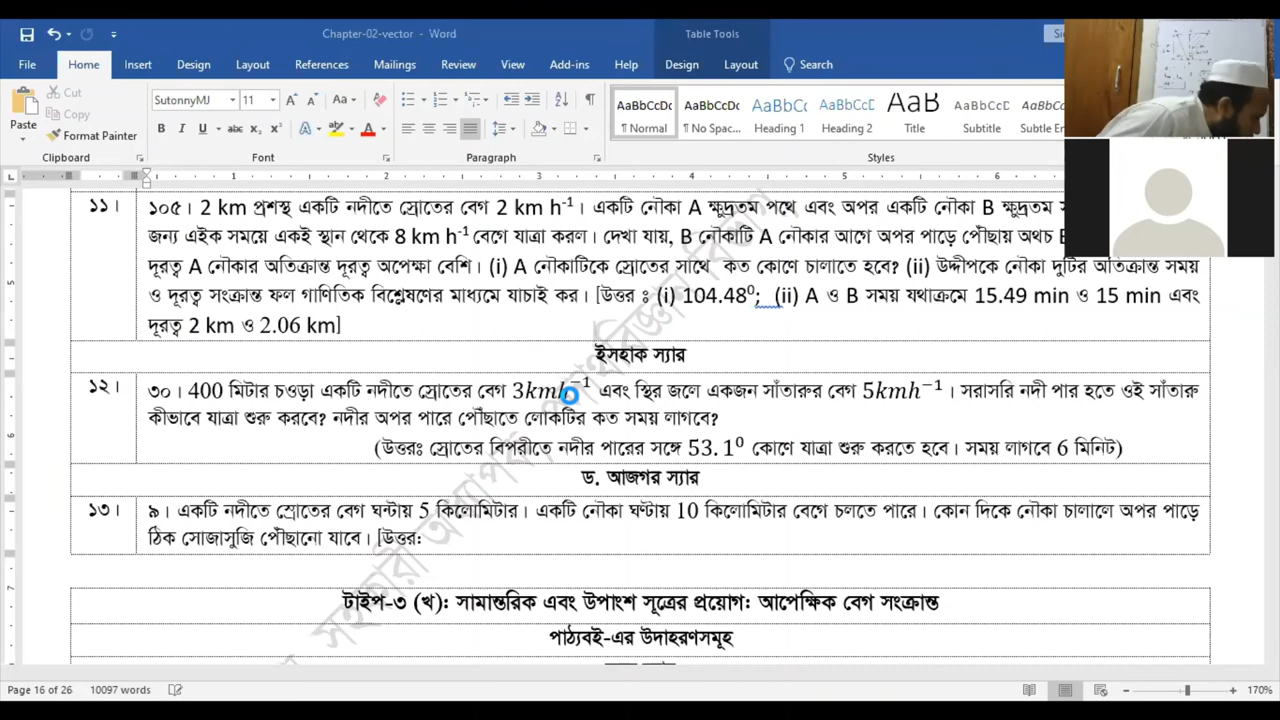 Chapter-02-vector - Word
Table Tools
File Home Insert Design Layout References Mailings Review View Add-ins Help Design Layout Search
Paste
Cut
Copy
Format Painter
SutonnyMJ 11
AaBbCcDc AaBbCcDc AaBbCc AaBbCcC AaB AaBbCcD AaBbCcD
¶ Normal ¶ No Spac... Heading 1 Heading 2 Title Subtitle Subtle Em
Clipboard Font Paragraph Styles
১১। ১০৫। 2 km প্রশস্থ একটি নদীতে স্রোতের বেগ 2 km h-1। একটি নৌকা A ক্ষুদ্রতম পথে এবং অপর একটি নৌকা B ক্ষুদ্রতম
জন্য এইক সময়ে একই স্থান থেকে 8 km h-1 বেগে যাত্রা করল। দেখা যায়, B নৌকাটি A নৌকার আগে অপর পাড়ে পৌঁছায় অথচ
দূরত্ব A নৌকার অতিক্রান্ত দূরত্ব অপেক্ষা বেশি। (i) A নৌকাটিকে স্রোতের সাথে কত কোণে চালাতে হবে? (ii) উদ্দীপকে নৌকা দুটির অতিক্রান্ত সময়
ও দূরত্ব সংক্রান্ত ফল গাণিতিক বিশ্লেষণের মাধ্যমে যাচাই কর। [উত্তর ঃ (i) 104.48⁰; (ii) A ও B সময় যথাক্রমে 15.49 min ও 15 min এবং
দূরত্ব 2 km ও 2.06 km]
ইসহাক স্যার
১২। ৩০। 400 মিটার চওড়া একটি নদীতে স্রোতের বেগ 3kmh⁻¹ এবং স্থির জলে একজন সাঁতারুর বেগ 5kmh⁻¹। সরাসরি নদী পার হতে ওই সাঁতারু
কীভাবে যাত্রা শুরু করবে? নদীর অপর পারে পৌঁছাতে লোকটির কত সময় লাগবে?
(উত্তরঃ স্রোতের বিপরীতে নদীর পারের সঙ্গে 53.1⁰ কোণে যাত্রা শুরু করতে হবে। সময় লাগবে 6 মিনিট)
ড. আজগর স্যার
১৩। ৯। একটি নদীতে স্রোতের বেগ ঘন্টায় 5 কিলোমিটার। একটি নৌকা ঘণ্টায় 10 কিলোমিটার বেগে চলতে পারে। কোন দিকে নৌকা চালালে অপর পাড়ে
ঠিক সোজাসুজি পৌঁছানো যাবে। [উত্তর:
টাইপ-৩ (খ): সামান্তরিক এবং উপাংশ সূত্রের প্রয়োগ: আপেক্ষিক বেগ সংক্রান্ত
পাঠ্যবই-এর উদাহরণসমূহ
Page 16 of 26 10097 words 170%